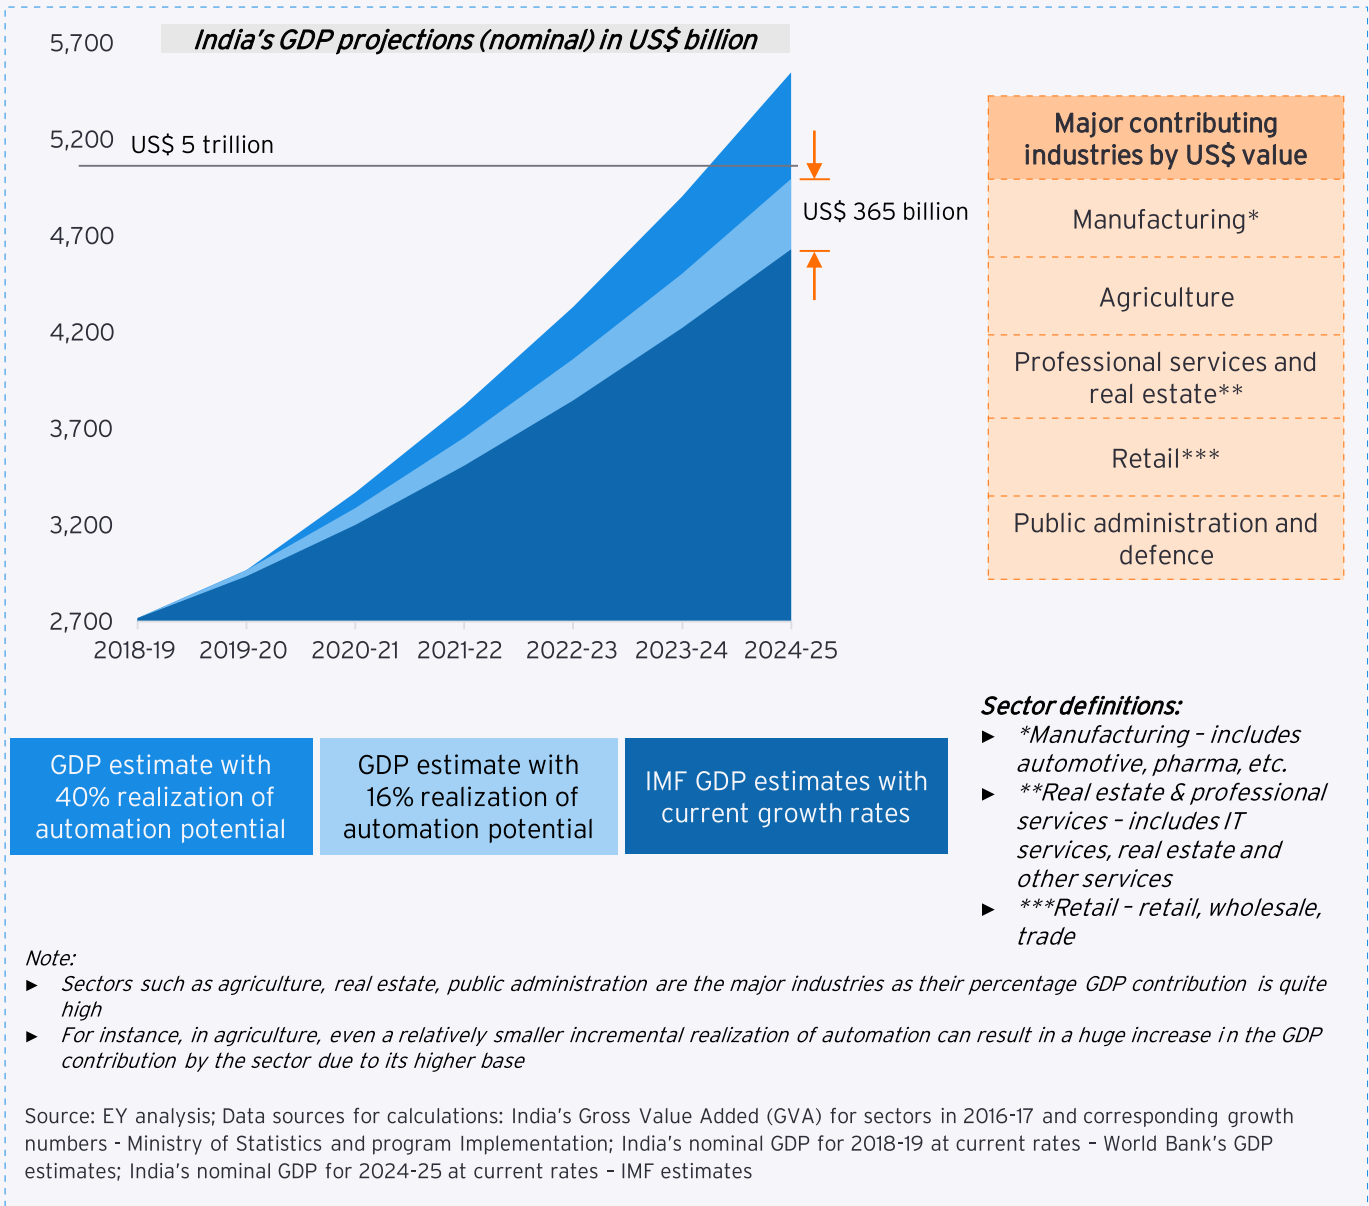 India's GDP projections (nominal) in US$ billion
5,700
5,200
4,700
4,200
3,700
3,200
2,700
US$ 5 trillion
US$ 365 billion
2018-19 2019-20 2020-21 2021-22 2022-23 2023-24 2024-25
Major contributing
industries by US$ value
Manufacturing*
Agriculture
Professional services and
real estate**
Retail***
Public administration and
defence
GDP estimate with
40% realization of
automation potential
GDP estimate with
16% realization of
automation potential
IMF GDP estimates with
current growth rates
Sector definitions:
► *Manufacturing – includes
automotive, pharma, etc.
► **Real estate & professional
services – includes IT
services, real estate and
other services
► ***Retail – retail, wholesale,
trade
Note:
► Sectors such as agriculture, real estate, public administration are the major industries as their percentage GDP contribution is quite
high
► For instance, in agriculture, even a relatively smaller incremental realization of automation can result in a huge increase in the GDP
contribution by the sector due to its higher base
Source: EY analysis; Data sources for calculations: India's Gross Value Added (GVA) for sectors in 2016-17 and corresponding growth
numbers - Ministry of Statistics and program Implementation; India's nominal GDP for 2018-19 at current rates – World Bank's GDP
estimates; India's nominal GDP for 2024-25 at current rates – IMF estimates